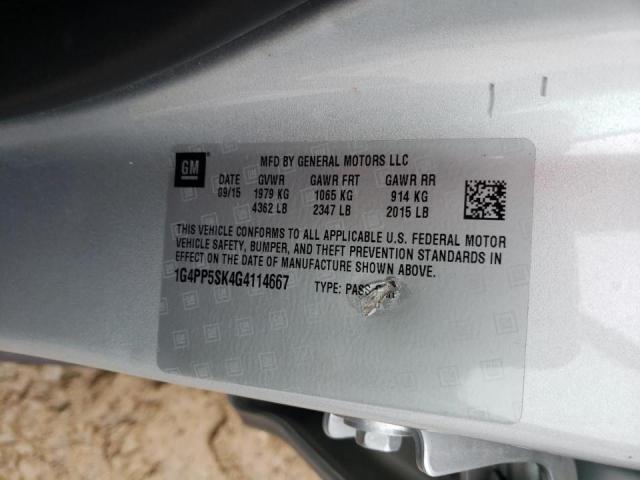 GM
MFD BY GENERAL MOTORS LLC
DATE GVWR GAWR FRT GAWR RR
09/15 1979 KG 1065 KG 914 KG
4362 LB 2347 LB 2015 LB
THIS VEHICLE CONFORMS TO ALL APPLICABLE U.S. FEDERAL MOTOR
VEHICLE SAFETY, BUMPER, AND THEFT PREVENTION STANDARDS IN
EFFECT ON THE DATE OF MANUFACTURE SHOWN ABOVE.
1G4PP5SK4G4114667 TYPE: